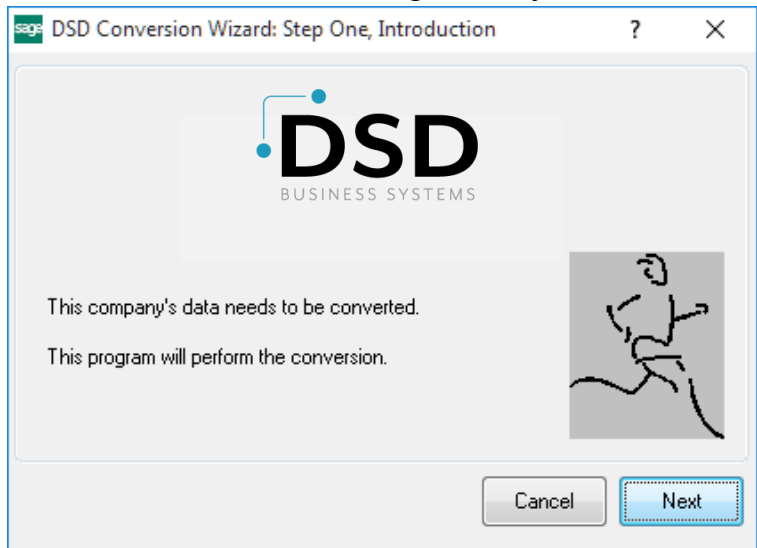 sage DSD Conversion Wizard: Step One, Introduction ? X
DSD
BUSINESS SYSTEMS
This company's data needs to be converted.
This program will perform the conversion.
Cancel Next